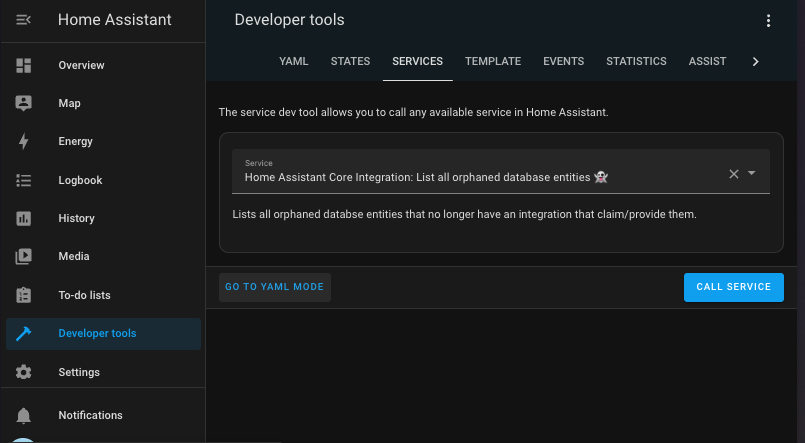 Home Assistant
Overview
Map
Energy
Logbook
History
Media
To-do lists
Developer tools
Settings
Notifications
Developer tools
YAML STATES SERVICES TEMPLATE EVENTS STATISTICS ASSIST
The service dev tool allows you to call any available service in Home Assistant.
Service
Home Assistant Core Integration: List all orphaned database entities 👻
Lists all orphaned databse entities that no longer have an integration that claim/provide them.
GO TO YAML MODE
CALL SERVICE